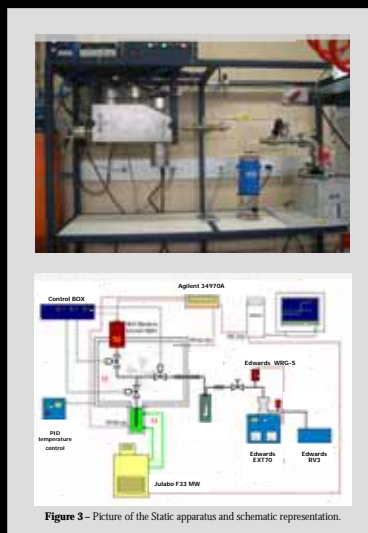 Agilent 34970A
Control BOX
Edwards WRG-S
PID
temperature
control
Edwards
EXT70
Edwards
RV3
Julabo F33 MW
Figure 3 – Picture of the Static apparatus and schematic representation.